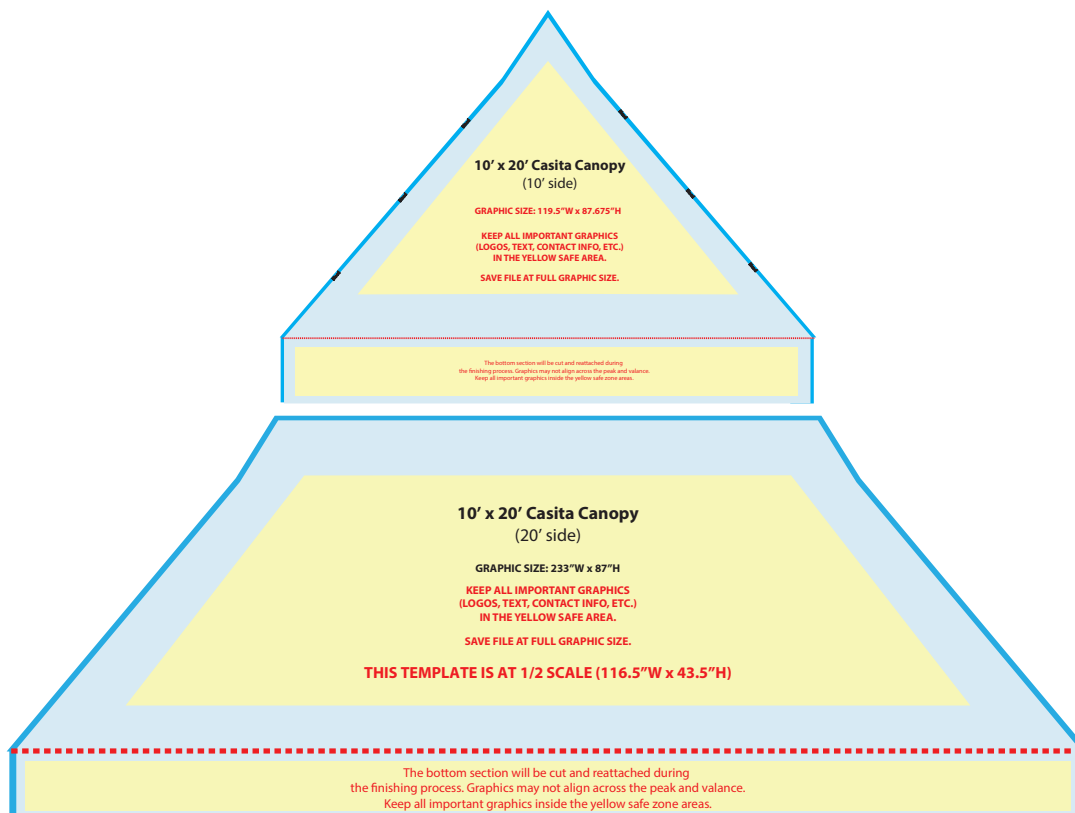 10’ x 20’ Casita Canopy
(10’ side)
GRAPHIC SIZE: 119.5”W x 87.675”H
KEEP ALL IMPORTANT GRAPHICS
(LOGOS, TEXT, CONTACT INFO, ETC.)
IN THE YELLOW SAFE AREA.
SAVE FILE AT FULL GRAPHIC SIZE.
The bottom section will be cut and reattached during
the finishing process. Graphics may not align across the peak and valance.
Keep all important graphics inside the yellow safe zone areas.
10’ x 20’ Casita Canopy
(20’ side)
GRAPHIC SIZE: 233”W x 87”H
KEEP ALL IMPORTANT GRAPHICS
(LOGOS, TEXT, CONTACT INFO, ETC.)
IN THE YELLOW SAFE AREA.
SAVE FILE AT FULL GRAPHIC SIZE.
THIS TEMPLATE IS AT 1/2 SCALE (116.5”W x 43.5”H)
The bottom section will be cut and reattached during
the finishing process. Graphics may not align across the peak and valance.
Keep all important graphics inside the yellow safe zone areas.